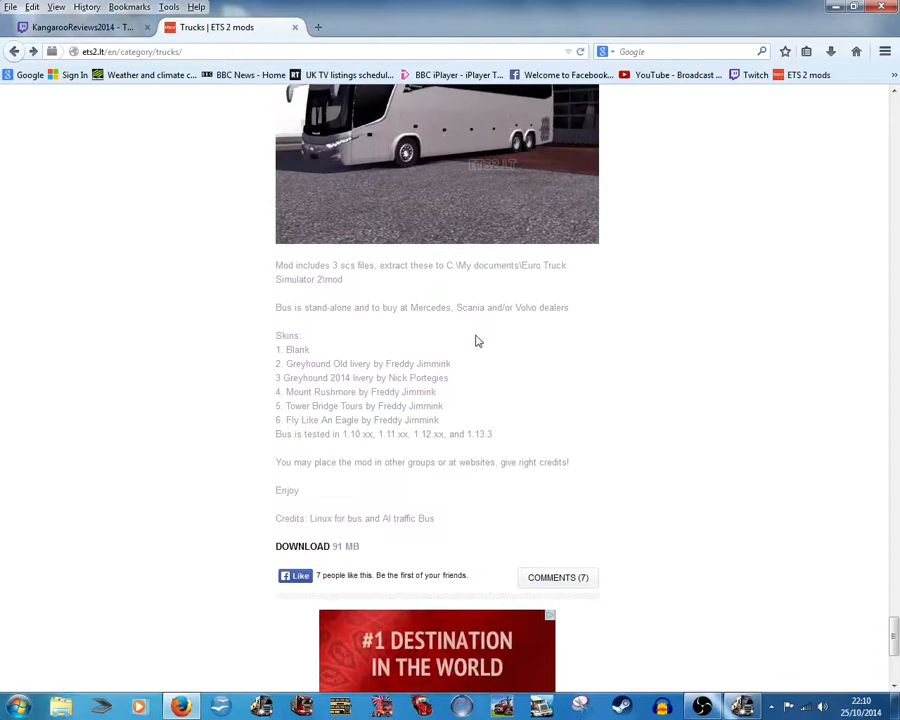 File Edit View History Bookmarks Tools Help
KangarooReviews2014 - T... Trucks | ETS 2 mods
ets2.lt/en/category/trucks/ Google
Google Sign In Weather and climate c... BBC News - Home UK TV listings schedul... BBC iPlayer - iPlayer T... Welcome to Facebook... YouTube - Broadcast ... Twitch ETS 2 mods
ETS2.LT
Mod includes 3 scs files, extract these to C:\My documents\Euro Truck
Simulator 2\mod
Bus is stand-alone and to buy at Mercedes, Scania and/or Volvo dealers
Skins:
1. Blank
2. Greyhound Old livery by Freddy Jimmink
3 Greyhound 2014 livery by Nick Portegies
4. Mount Rushmore by Freddy Jimmink
5. Tower Bridge Tours by Freddy Jimmink
6. Fly Like An Eagle by Freddy Jimmink
Bus is tested in 1.10.xx, 1.11.xx, 1.12.xx, and 1.13.3
You may place the mod in other groups or at websites, give right credits!
Enjoy
Credits: Linux for bus and AI traffic Bus
DOWNLOAD 91 MB
Like 7 people like this. Be the first of your friends. COMMENTS (7)
#1 DESTINATION
IN THE WORLD
22:10
25/10/2014